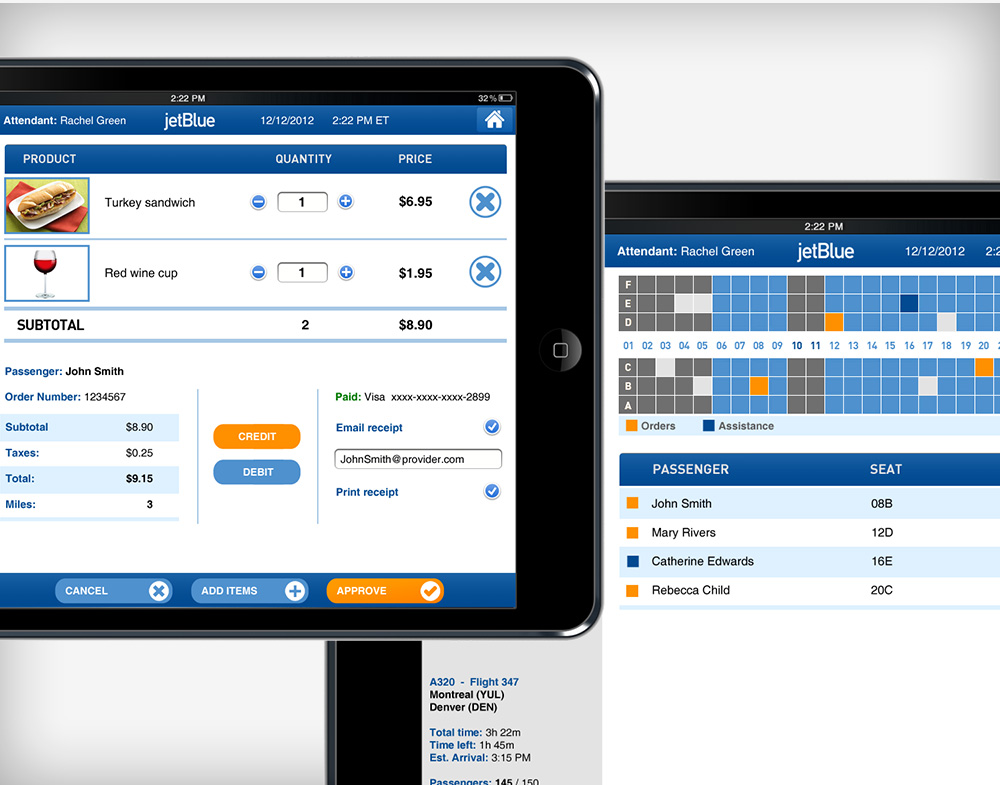 2:22 PM 32%
Attendant: Rachel Green jetBlue 12/12/2012 2:22 PM ET
PRODUCT QUANTITY PRICE
Turkey sandwich 1 $6.95
Red wine cup 1 $1.95
SUBTOTAL 2 $8.90
Passenger: John Smith
Order Number: 1234567
Subtotal $8.90
Taxes: $0.25
Total: $9.15
Miles: 3
CREDIT
DEBIT
Paid: Visa xxxx-xxxx-xxxx-2899
Email receipt
JohnSmith@provider.com
Print receipt
CANCEL ADD ITEMS APPROVE
2:22 PM
Attendant: Rachel Green jetBlue 12/12/2012 2:2
F
E
D
01 02 03 04 05 06 07 08 09 10 11 12 13 14 15 16 17 18 19 20
C
B
A
Orders Assistance
PASSENGER SEAT
John Smith 08B
Mary Rivers 12D
Catherine Edwards 16E
Rebecca Child 20C
A320 - Flight 347
Montreal (YUL)
Denver (DEN)
Total time: 3h 22m
Time left: 1h 45m
Est. Arrival: 3:15 PM
Passengers: 145 / 150